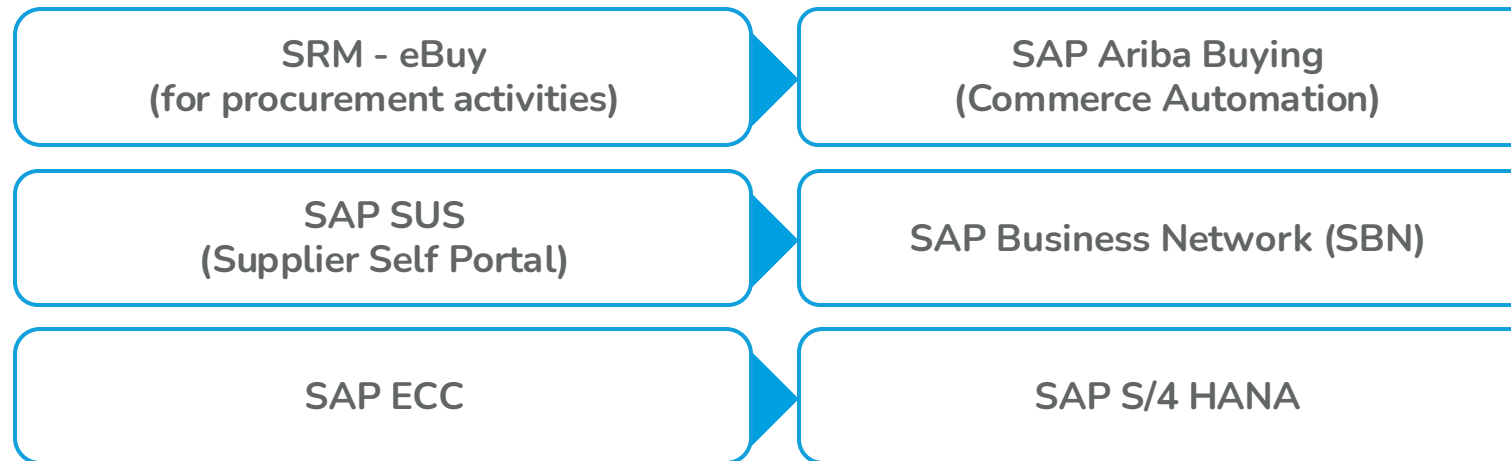 SRM - eBuy
(for procurement activities)
SAP Ariba Buying
(Commerce Automation)
SAP SUS
(Supplier Self Portal)
SAP Business Network (SBN)
SAP ECC
SAP S/4 HANA